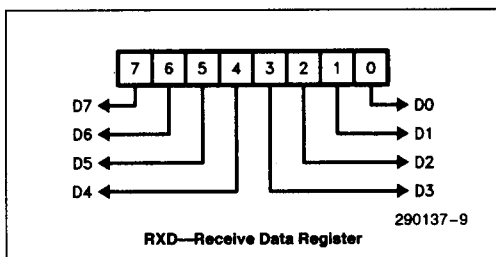 7 6 5 4 3 2 1 0
D7 D0
D6 D1
D5 D2
D4 D3
290137-9
RXD—Receive Data Register